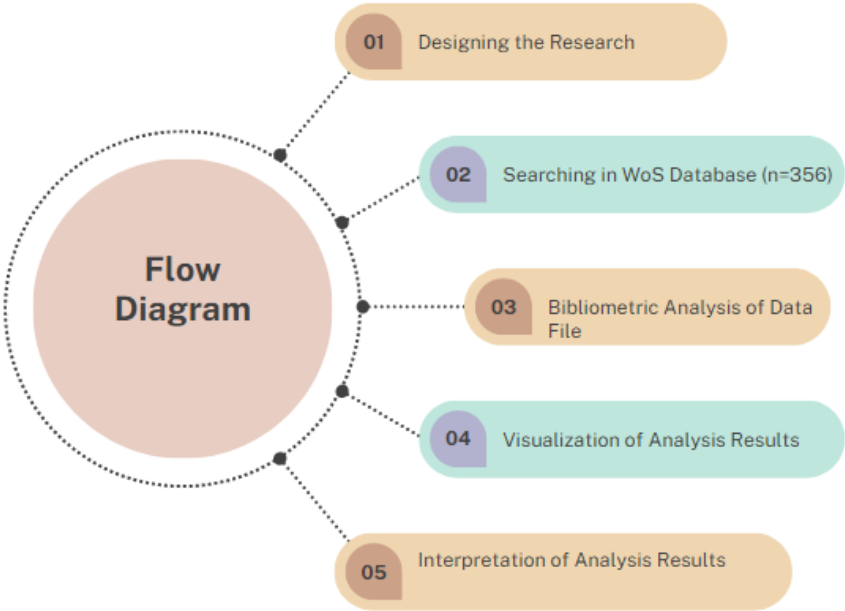 Flow
Diagram
01
Designing the Research
02
Searching in WoS Database (n=356)
03
Bibliometric Analysis of Data
File
04
Visualization of Analysis Results
05
Interpretation of Analysis Results